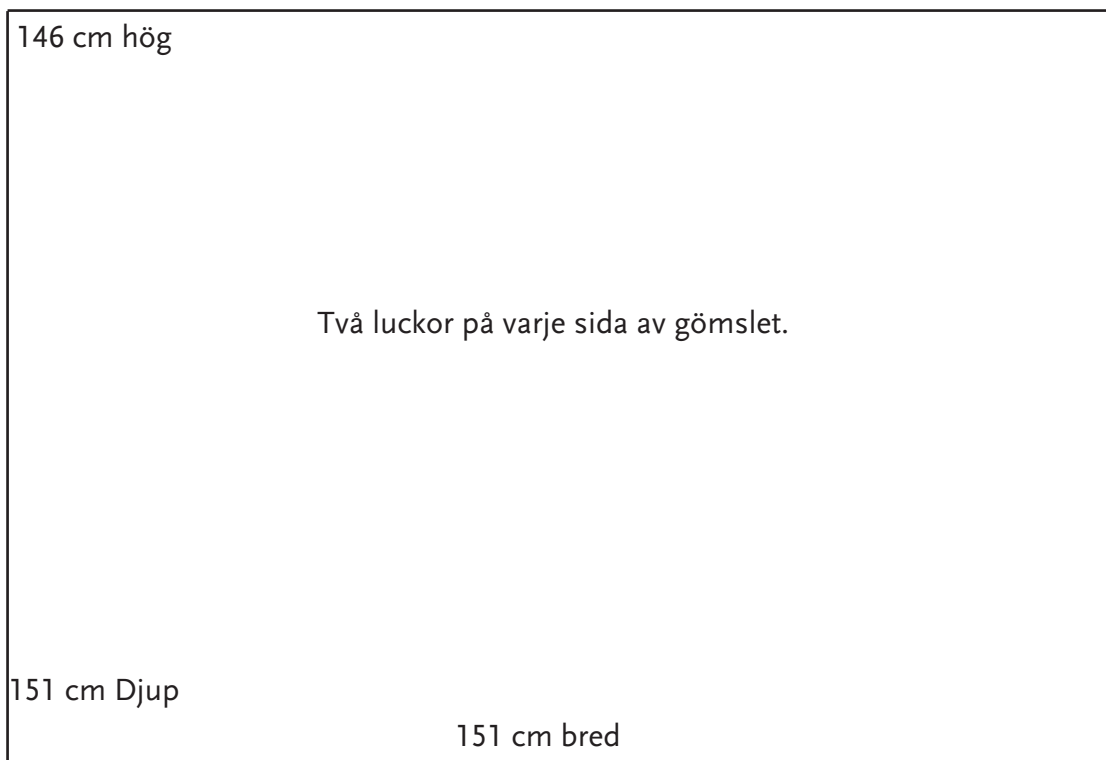 146 cm hög
Två luckor på varje sida av gömslet.
151 cm Djup
151 cm bred